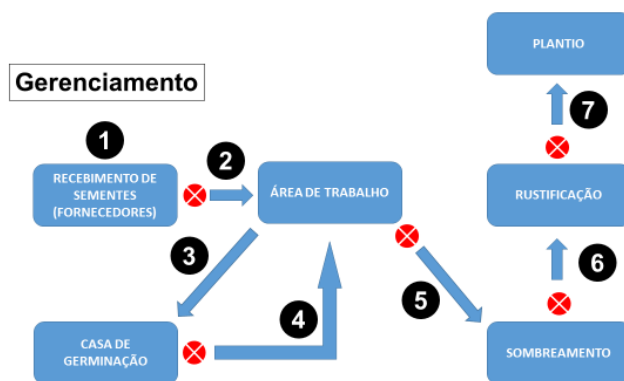 PLANTIO
Gerenciamento
7
1
2
RECEBIMENTO DE
SEMENTES
(FORNECEDORES)
ÁREA DE TRABALHO
RUSTIFICAÇÃO
3
4
5
6
CASA DE
GERMINAÇÃO
SOMBREAMENTO